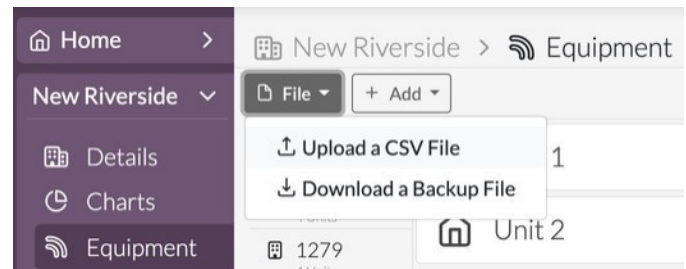 Home
New Riverside > Equipment
New Riverside
File
+ Add
Upload a CSV File
1
Details
Download a Backup File
Charts
Unit 2
Equipment
1279